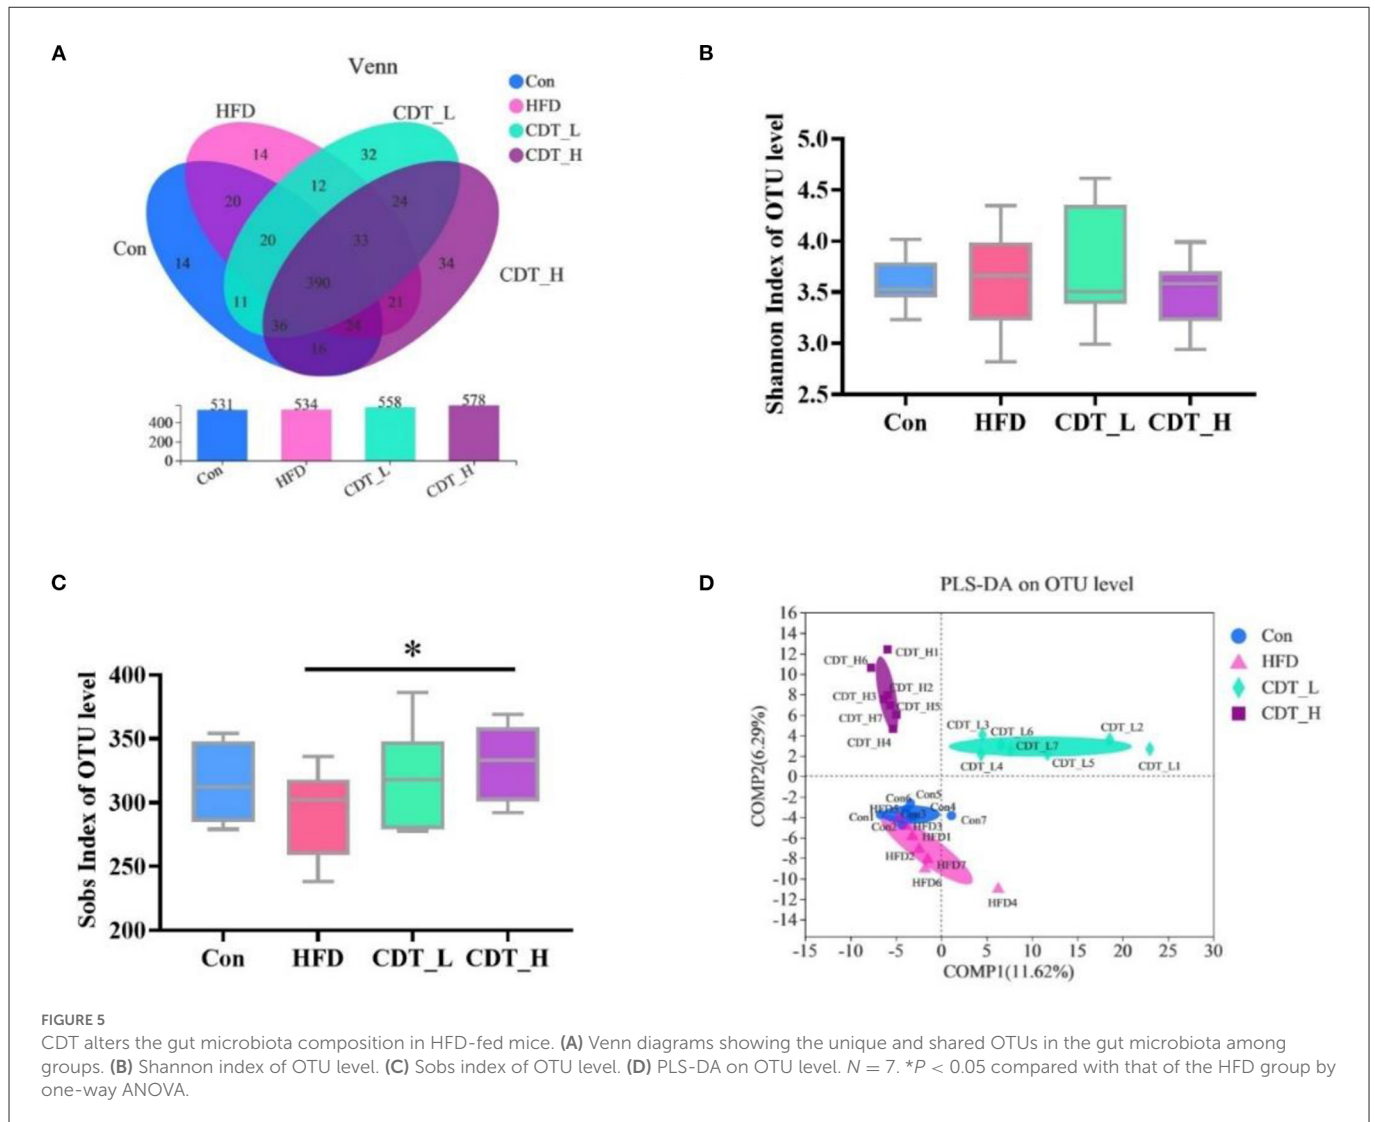 A
Venn
Con
HFD
CDT_L
CDT_H
HFD
CDT_L
Con
CDT_H
14
32
20
12
24
14
20
33
34
390
11
21
36
24
16
531
534
558
578
400
200
0
Con
HFD
CDT_L
CDT_H
B
Shannon Index of OTU level
5.0
4.5
4.0
3.5
3.0
2.5
Con HFD CDT_L CDT_H
C
*
Sobs Index of OTU level
400
350
300
250
200
Con HFD CDT_L CDT_H
D
PLS-DA on OTU level
COMP2(6.29%)
16
14
12
10
8
6
4
2
0
-2
-4
-6
-8
-10
-12
-14
CDT_H1
CDT_H6
CDT_H2
CDT_H3
CDT_H5
CDT_H7
CDT_H4
CDT_L3
CDT_L6
CDT_L2
CDT_L7
CDT_L4
CDT_L5
CDT_L1
Con6
Con5
HFD5
Con4
Con1
Con3
Con7
Con2
HFD3
HFD1
HFD2
HFD7
HFD6
HFD4
-15 -10 -5 0 5 10 15 20 25 30
COMP1(11.62%)
Con
HFD
CDT_L
CDT_H
FIGURE 5
CDT alters the gut microbiota composition in HFD-fed mice. (A) Venn diagrams showing the unique and shared OTUs in the gut microbiota among
groups. (B) Shannon index of OTU level. (C) Sobs index of OTU level. (D) PLS-DA on OTU level. N = 7. *P < 0.05 compared with that of the HFD group by
one-way ANOVA.